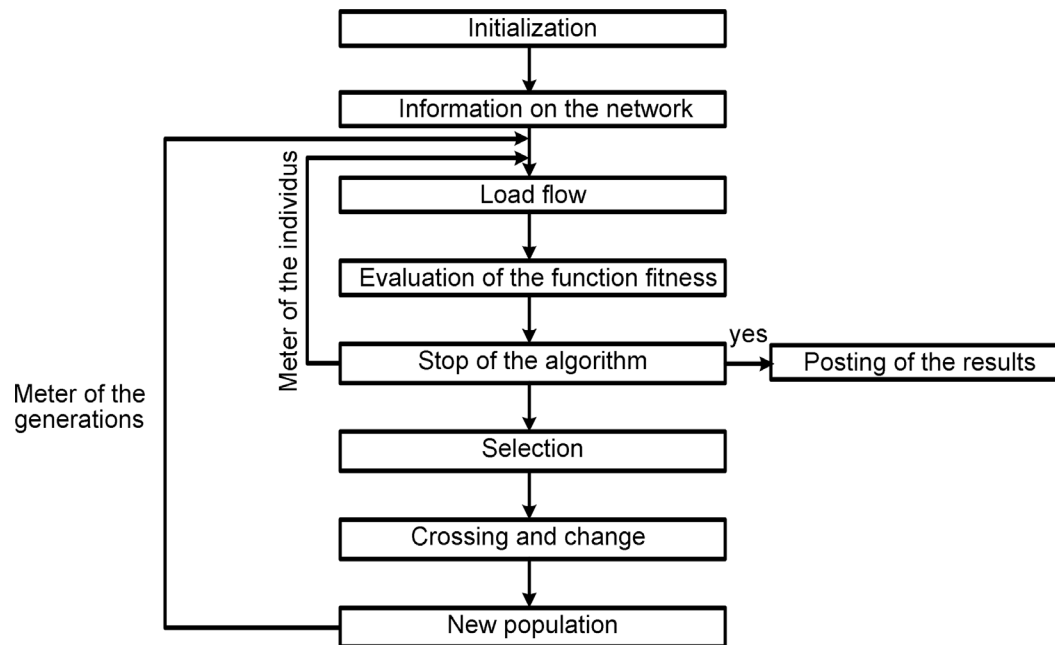 Initialization
Information on the network
Meter of the individus
Load flow
Evaluation of the function fitness
yes
Stop of the algorithm
Posting of the results
Meter of the
generations
Selection
Crossing and change
New population